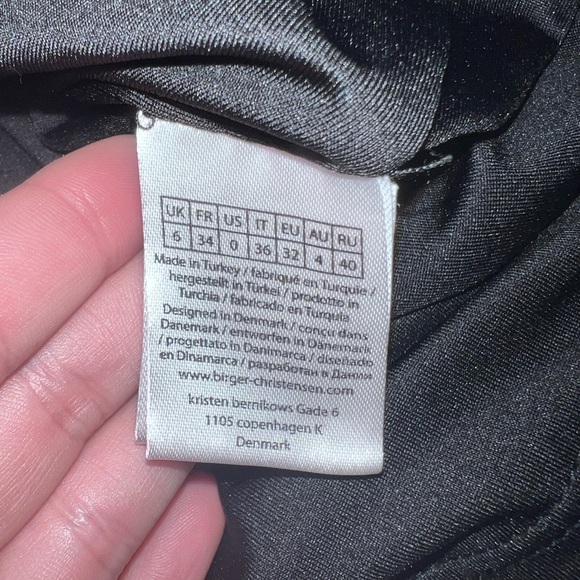 UK FR US IT EU AU RU
6 34 0 36 32 4 40
Made in Turkey / fabriqué en Turquie /
hergestellt in Türkei / prodotto in
Turchia / fabricado en Turquia
Designed in Denmark / conçu dans
Danemark / entworfen in Dänemark
/ progettato in Danimarca / diseñado
en Dinamarca / разработан в Дании
www.birger-christensen.com
kristen bernikows Gade 6
1105 copenhagen K
Denmark